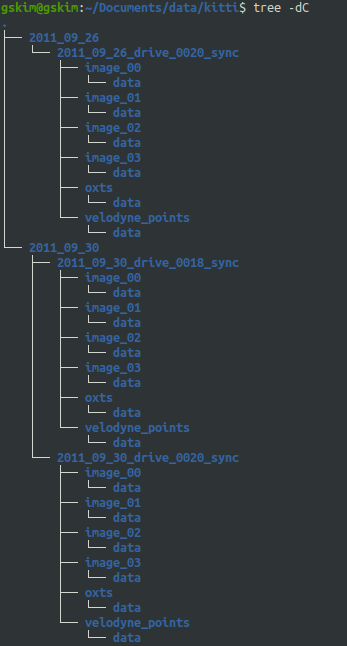 gskim@gskim:~/Documents/data/kitti$ tree -dC
.
├── 2011_09_26
│   └── 2011_09_26_drive_0020_sync
│       ├── image_00
│       │   └── data
│       ├── image_01
│       │   └── data
│       ├── image_02
│       │   └── data
│       ├── image_03
│       │   └── data
│       ├── oxts
│       │   └── data
│       └── velodyne_points
│           └── data
└── 2011_09_30
    ├── 2011_09_30_drive_0018_sync
    │   ├── image_00
    │   │   └── data
    │   ├── image_01
    │   │   └── data
    │   ├── image_02
    │   │   └── data
    │   ├── image_03
    │   │   └── data
    │   ├── oxts
    │   │   └── data
    │   └── velodyne_points
    │       └── data
    └── 2011_09_30_drive_0020_sync
        ├── image_00
        │   └── data
        ├── image_01
        │   └── data
        ├── image_02
        │   └── data
        ├── image_03
        │   └── data
        ├── oxts
        │   └── data
        └── velodyne_points
            └── data